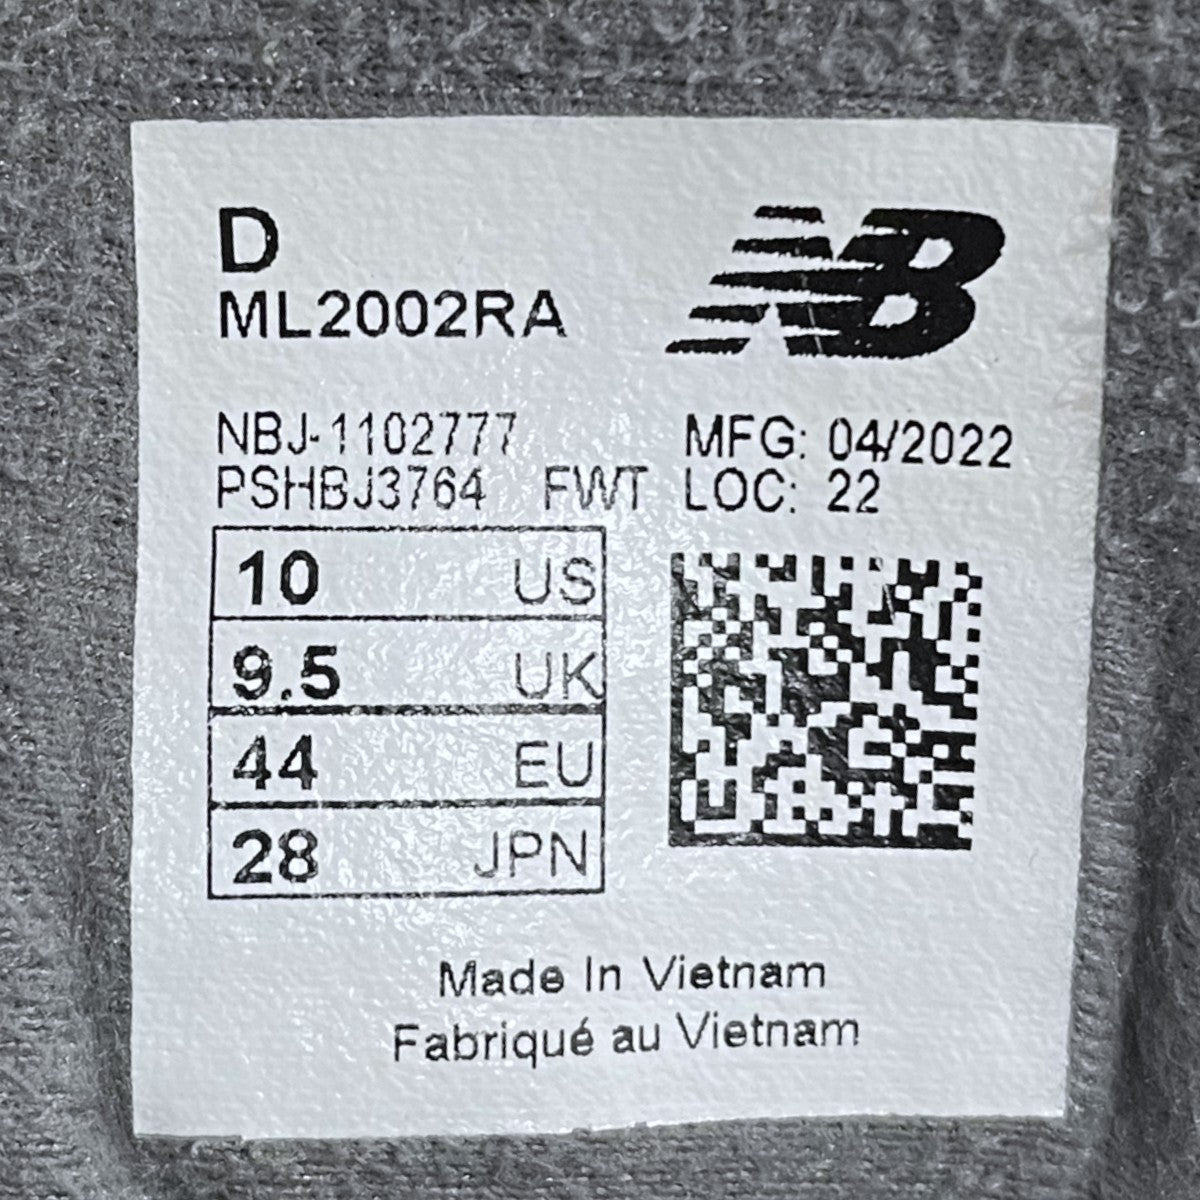 D
NB
ML2002RA
NBJ-1102777
MFG: 04/2022
PSHBJ3764 FWT LOC: 22
10 US
9.5 UK
44 EU
28 JPN
Made In Vietnam
Fabriqué au Vietnam